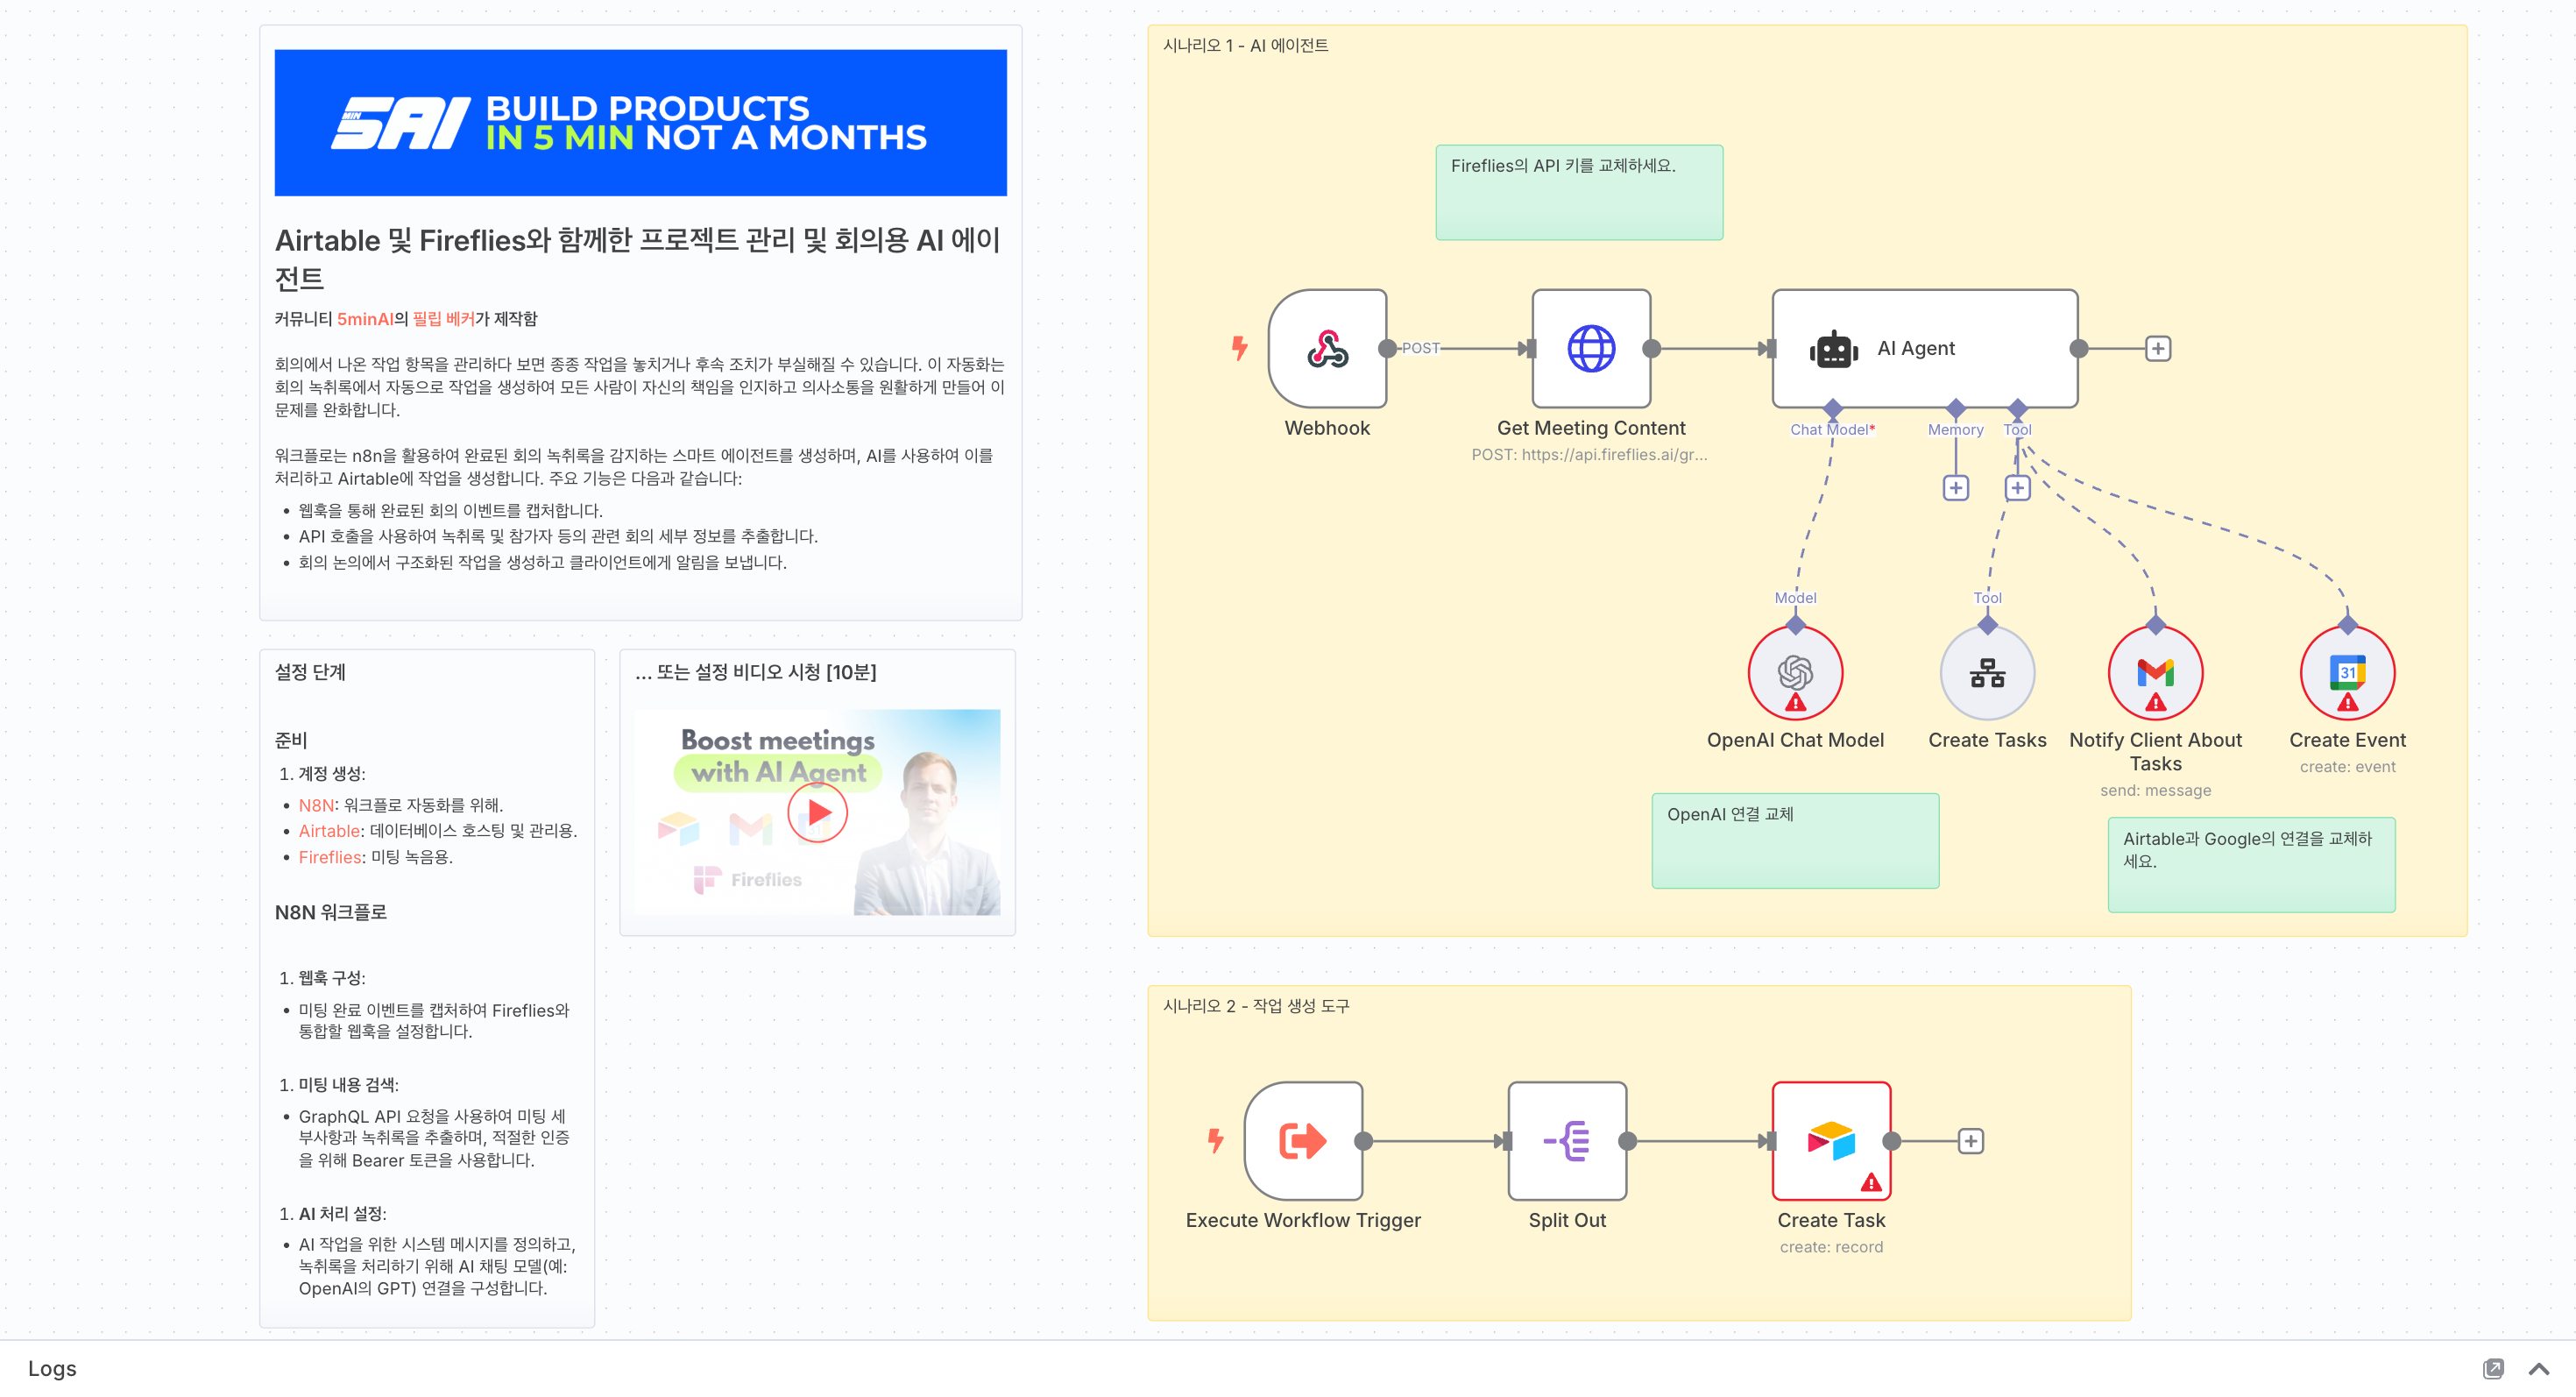 5AI
MIN
BUILD PRODUCTS
IN 5 MIN NOT A MONTHS
Airtable 및 Fireflies와 함께한 프로젝트 관리 및 회의용 AI 에이
전트
커뮤니티 5minAI의 필립 베커가 제작함
회의에서 나온 작업 항목을 관리하다 보면 종종 작업을 놓치거나 후속 조치가 부실해질 수 있습니다. 이 자동화는
회의 녹취록에서 자동으로 작업을 생성하여 모든 사람이 자신의 책임을 인지하고 의사소통을 원활하게 만들어 이
문제를 완화합니다.
워크플로는 n8n을 활용하여 완료된 회의 녹취록을 감지하는 스마트 에이전트를 생성하며, AI를 사용하여 이를
처리하고 Airtable에 작업을 생성합니다. 주요 기능은 다음과 같습니다:
• 웹훅을 통해 완료된 회의 이벤트를 캡처합니다.
• API 호출을 사용하여 녹취록 및 참가자 등의 관련 회의 세부 정보를 추출합니다.
• 회의 논의에서 구조화된 작업을 생성하고 클라이언트에게 알림을 보냅니다.
설정 단계
준비
1. 계정 생성:
• N8N: 워크플로 자동화를 위해.
• Airtable: 데이터베이스 호스팅 및 관리용.
• Fireflies: 미팅 녹음용.
N8N 워크플로
1. 웹훅 구성:
• 미팅 완료 이벤트를 캡처하여 Fireflies와
통합할 웹훅을 설정합니다.
1. 미팅 내용 검색:
• GraphQL API 요청을 사용하여 미팅 세
부사항과 녹취록을 추출하며, 적절한 인증
을 위해 Bearer 토큰을 사용합니다.
1. AI 처리 설정:
• AI 작업을 위한 시스템 메시지를 정의하고,
녹취록을 처리하기 위해 AI 채팅 모델(예:
OpenAI의 GPT) 연결을 구성합니다.
... 또는 설정 비디오 시청 [10분]
Boost meetings
with AI Agent
31
Fireflies
시나리오 1 - AI 에이전트
Fireflies의 API 키를 교체하세요.
POST
AI Agent
Webhook
Get Meeting Content
POST: https://api.fireflies.ai/gr...
Chat Model*
Memory
Tool
Model
Tool
31
OpenAI Chat Model
Create Tasks
Notify Client About
Tasks
send: message
Create Event
create: event
OpenAI 연결 교체
Airtable과 Google의 연결을 교체하
세요.
시나리오 2 - 작업 생성 도구
Execute Workflow Trigger
Split Out
Create Task
create: record
Logs